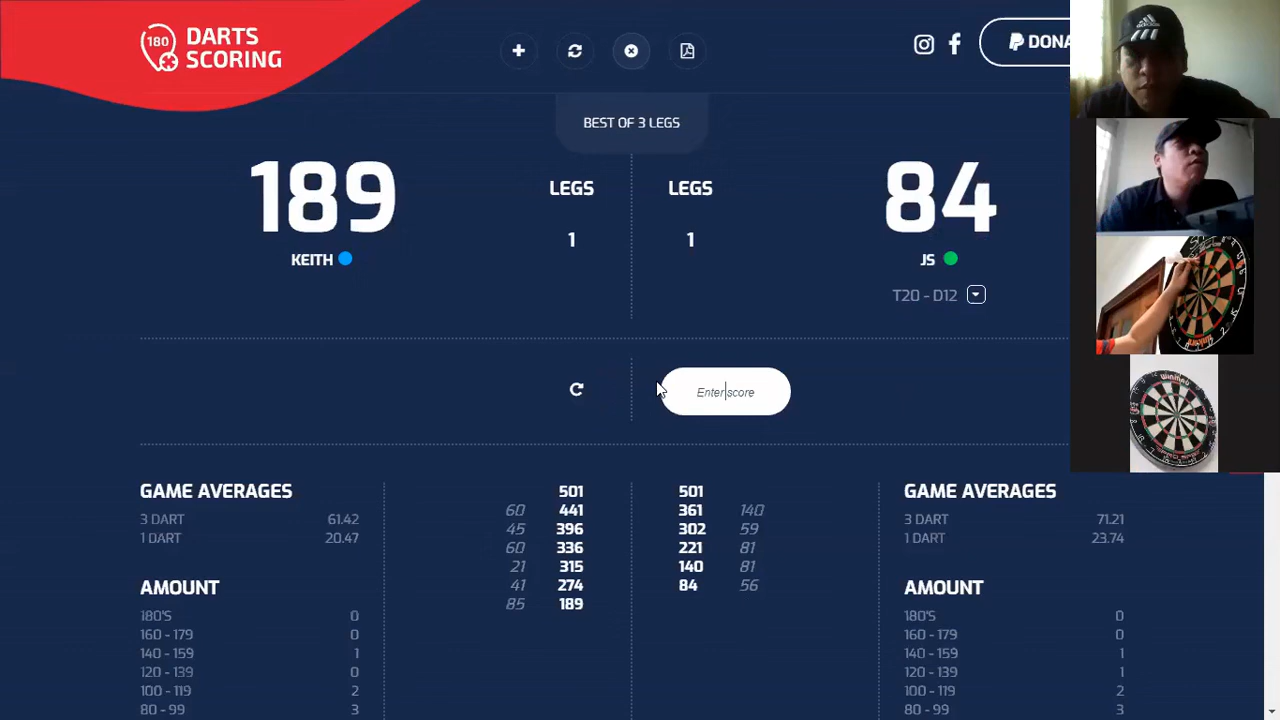 180 DARTS
SCORING
DONA
BEST OF 3 LEGS
189
LEGS
LEGS
84
1
1
KEITH
JS
T20 - D12
Enter score
GAME AVERAGES
3 DART 61.42
1 DART 20.47
AMOUNT
180'S 0
160 - 179 0
140 - 159 1
120 - 139 0
100 - 119 2
80 - 99 3
501
60 441
45 396
60 336
21 315
41 274
85 189
501
361 140
302 59
221 81
140 81
84 56
GAME AVERAGES
3 DART 71.21
1 DART 23.74
AMOUNT
180'S 0
160 - 179 0
140 - 159 1
120 - 139 1
100 - 119 2
80 - 99 3